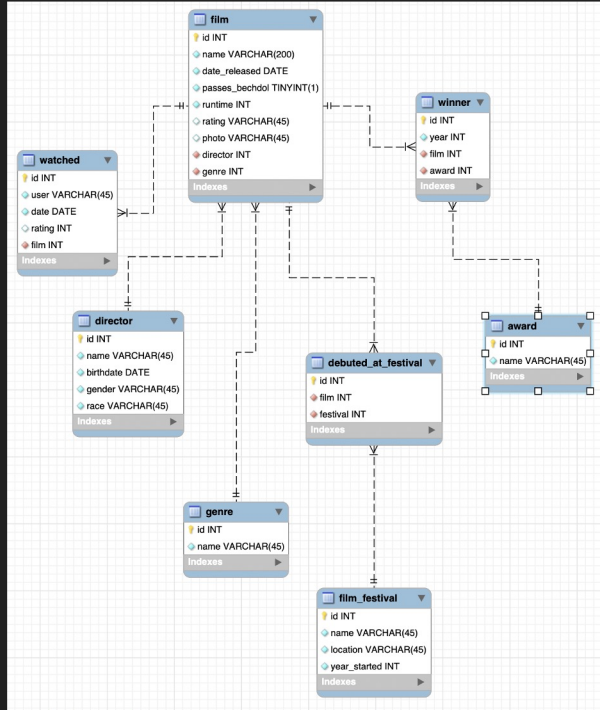 film
id INT
name VARCHAR(200)
date_released DATE
passes_bechdol TINYINT(1)
runtime INT
rating VARCHAR(45)
photo VARCHAR(45)
director INT
genre INT
Indexes
winner
id INT
year INT
film INT
award INT
Indexes
watched
id INT
user VARCHAR(45)
date DATE
rating INT
film INT
Indexes
director
id INT
name VARCHAR(45)
birthdate DATE
gender VARCHAR(45)
race VARCHAR(45)
Indexes
award
id INT
name VARCHAR(45)
Indexes
debuted_at_festival
id INT
film INT
festival INT
Indexes
genre
id INT
name VARCHAR(45)
Indexes
film_festival
id INT
name VARCHAR(45)
location VARCHAR(45)
year_started INT
Indexes